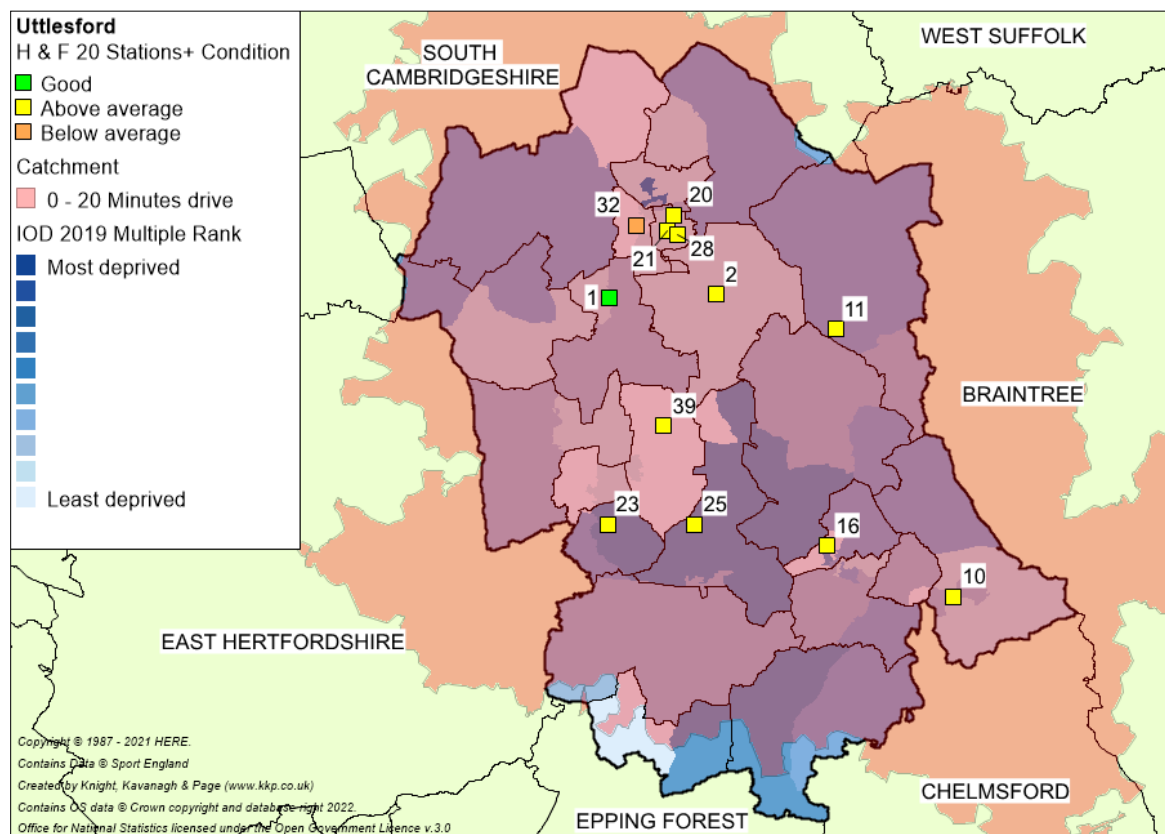 Uttlesford
H & F 20 Stations+ Condition
Good
Above average
Below average
Catchment
0 - 20 Minutes drive
IOD 2019 Multiple Rank
Most deprived
Least deprived
SOUTH
CAMBRIDGESHIRE
WEST SUFFOLK
20
32
21
28
2
1
11
BRAINTREE
39
23
25
16
10
EAST HERTFORDSHIRE
CHELMSFORD
EPPING FOREST
Copyright © 1987 - 2021 HERE.
Contains Data © Sport England
Created by Knight, Kavanagh & Page (www.kkp.co.uk)
Contains OS data © Crown copyright and database right 2022.
Office for National Statistics licensed under the Open Government Licence v.3.0